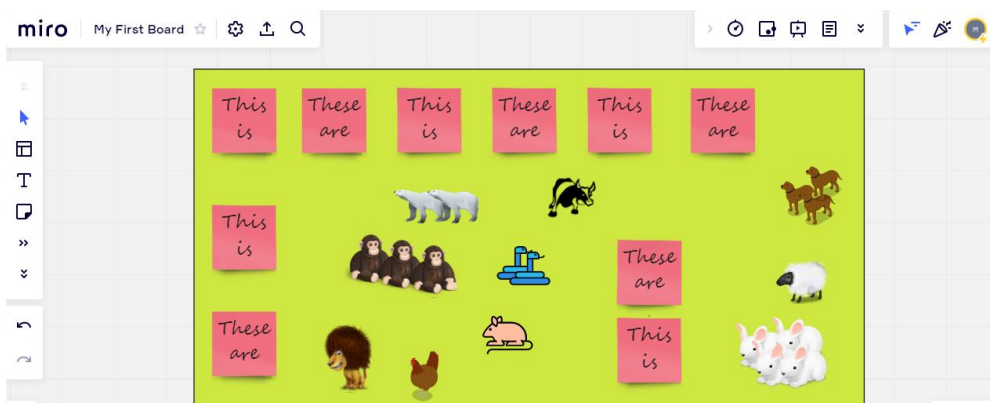 miro My First Board
This
is
These
are
This
is
These
are
This
is
These
are
This
is
These
are
These
are
This
is
M